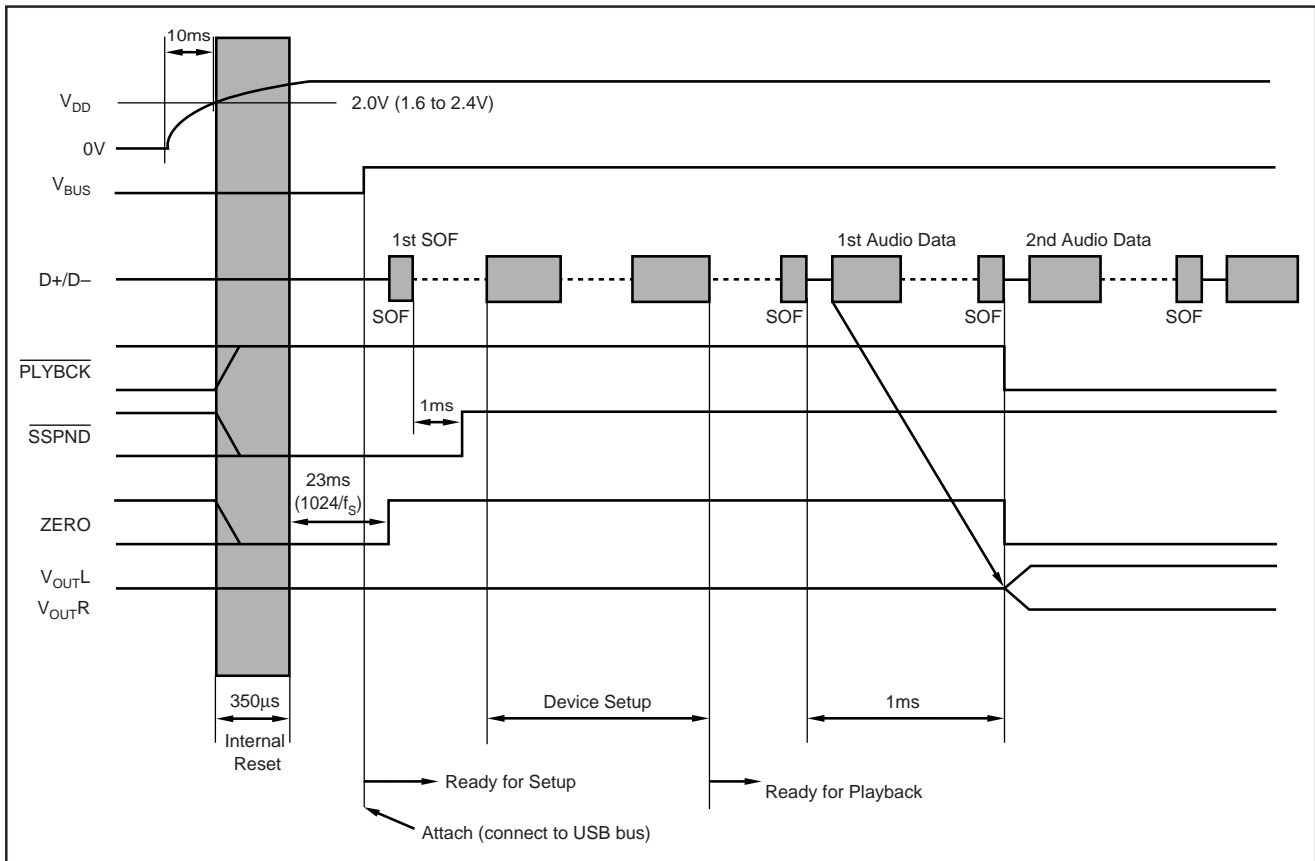 10ms
V_DD
2.0V (1.6 to 2.4V)
0V
V_BUS
1st SOF
1st Audio Data
2nd Audio Data
D+/D–
SOF
SOF
SOF
SOF
PLYBCK
1ms
SSPND
23ms
(1024/f_S)
ZERO
V_OUTL
V_OUTR
350μs
Device Setup
1ms
Internal
Reset
Ready for Setup
Ready for Playback
Attach (connect to USB bus)